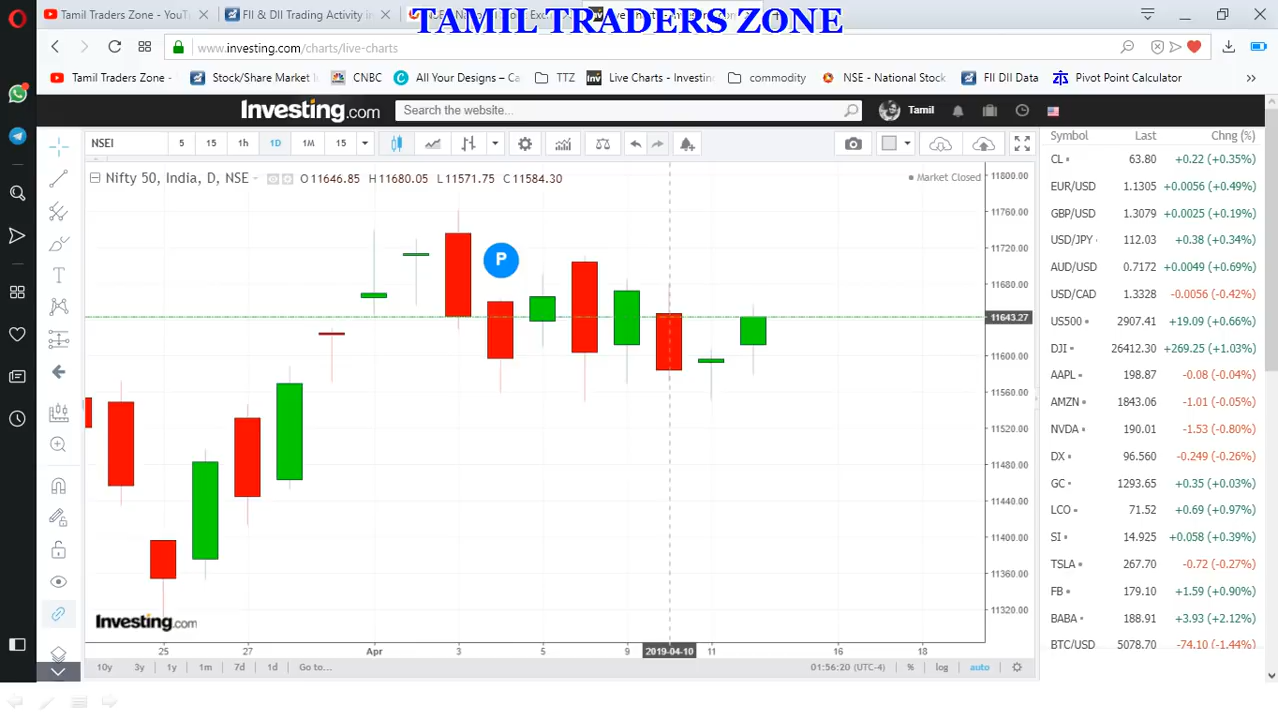 Tamil Traders Zone - YouT
FII & DII Trading Activity in
TAMIL TRADERS ZONE
www.investing.com/charts/live-charts
Tamil Traders Zone -
Stock/Share Market I
CNBC
All Your Designs – Ca
TTZ
Live Charts - Investin
commodity
NSE - National Stock
FII DII Data
Pivot Point Calculator
Investing.com
Search the website...
Tamil
NSEI
5
15
1h
1D
1M
15
Symbol Last Chng (%)
Nifty 50, India, D, NSE
O 11646.85 H 11680.05 L 11571.75 C 11584.30
Market Closed
P
11800.00
11760.00
11720.00
11680.00
11643.27
11600.00
11560.00
11520.00
11480.00
11440.00
11400.00
11360.00
11320.00
CL 63.80 +0.22 (+0.35%)
EUR/USD 1.1305 +0.0056 (+0.49%)
GBP/USD 1.3079 +0.0025 (+0.19%)
USD/JPY 112.03 +0.38 (+0.34%)
AUD/USD 0.7172 +0.0049 (+0.69%)
USD/CAD 1.3328 -0.0056 (-0.42%)
US500 2907.41 +19.09 (+0.66%)
DJI 26412.30 +269.25 (+1.03%)
AAPL 198.87 -0.08 (-0.04%)
AMZN 1843.06 -1.01 (-0.05%)
NVDA 190.01 -1.53 (-0.80%)
DX 96.560 -0.249 (-0.26%)
GC 1293.65 +0.35 (+0.03%)
LCO 71.52 +0.69 (+0.97%)
SI 14.925 +0.058 (+0.39%)
TSLA 267.70 -0.72 (-0.27%)
FB 179.10 +1.59 (+0.90%)
BABA 188.91 +3.93 (+2.12%)
BTC/USD 5078.70 -74.10 (-1.44%)
Investing.com
25 27 Apr 3 5 9 2019-04-10 11 16 18
10y 3y 1y 1m 7d 1d Go to...
01:56:20 (UTC-4) % log auto